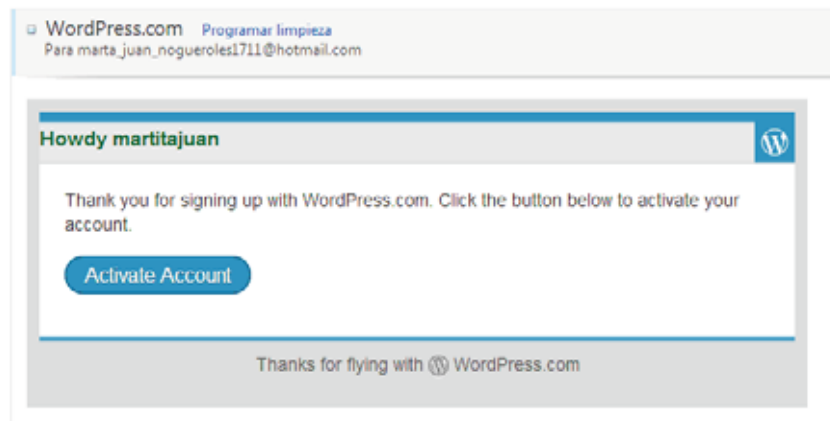 WordPress.com Programar limpieza
Para marta_juan_nogueroles1711@hotmail.com
Howdy martitajuan
Thank you for signing up with WordPress.com. Click the button below to activate your
account.
Activate Account
Thanks for flying with WordPress.com